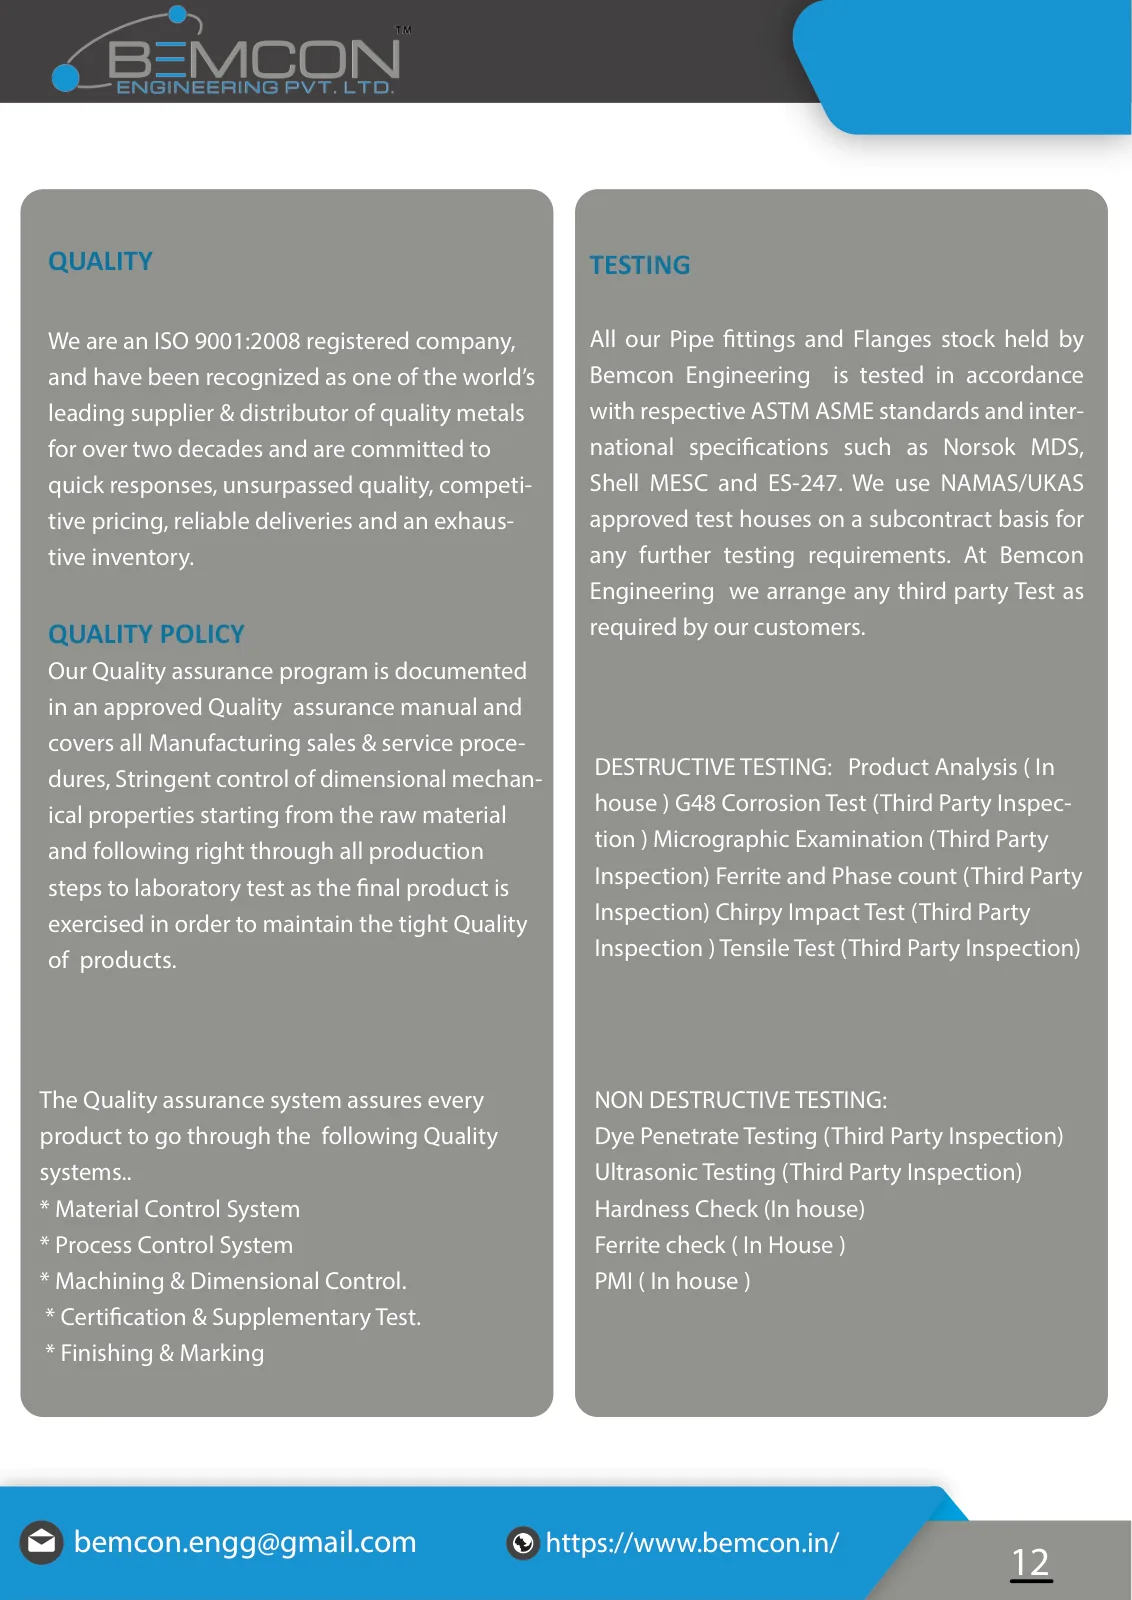 BEMCON
TM
ENGINEERING PVT. LTD.
QUALITY
We are an ISO 9001:2008 registered company,
and have been recognized as one of the world’s
leading supplier & distributor of quality metals
for over two decades and are committed to
quick responses, unsurpassed quality, competi-
tive pricing, reliable deliveries and an exhaus-
tive inventory.
QUALITY POLICY
Our Quality assurance program is documented
in an approved Quality assurance manual and
covers all Manufacturing sales & service proce-
dures, Stringent control of dimensional mechan-
ical properties starting from the raw material
and following right through all production
steps to laboratory test as the final product is
exercised in order to maintain the tight Quality
of products.
The Quality assurance system assures every
product to go through the following Quality
systems..
* Material Control System
* Process Control System
* Machining & Dimensional Control.
* Certification & Supplementary Test.
* Finishing & Marking
TESTING
All our Pipe fittings and Flanges stock held by
Bemcon Engineering is tested in accordance
with respective ASTM ASME standards and inter-
national specifications such as Norsok MDS,
Shell MESC and ES-247. We use NAMAS/UKAS
approved test houses on a subcontract basis for
any further testing requirements. At Bemcon
Engineering we arrange any third party Test as
required by our customers.
DESTRUCTIVE TESTING: Product Analysis ( In
house ) G48 Corrosion Test (Third Party Inspec-
tion ) Micrographic Examination (Third Party
Inspection) Ferrite and Phase count (Third Party
Inspection) Chirpy Impact Test (Third Party
Inspection ) Tensile Test (Third Party Inspection)
NON DESTRUCTIVE TESTING:
Dye Penetrate Testing (Third Party Inspection)
Ultrasonic Testing (Third Party Inspection)
Hardness Check (In house)
Ferrite check ( In House )
PMI ( In house )
bemcon.engg@gmail.com
https://www.bemcon.in/
12